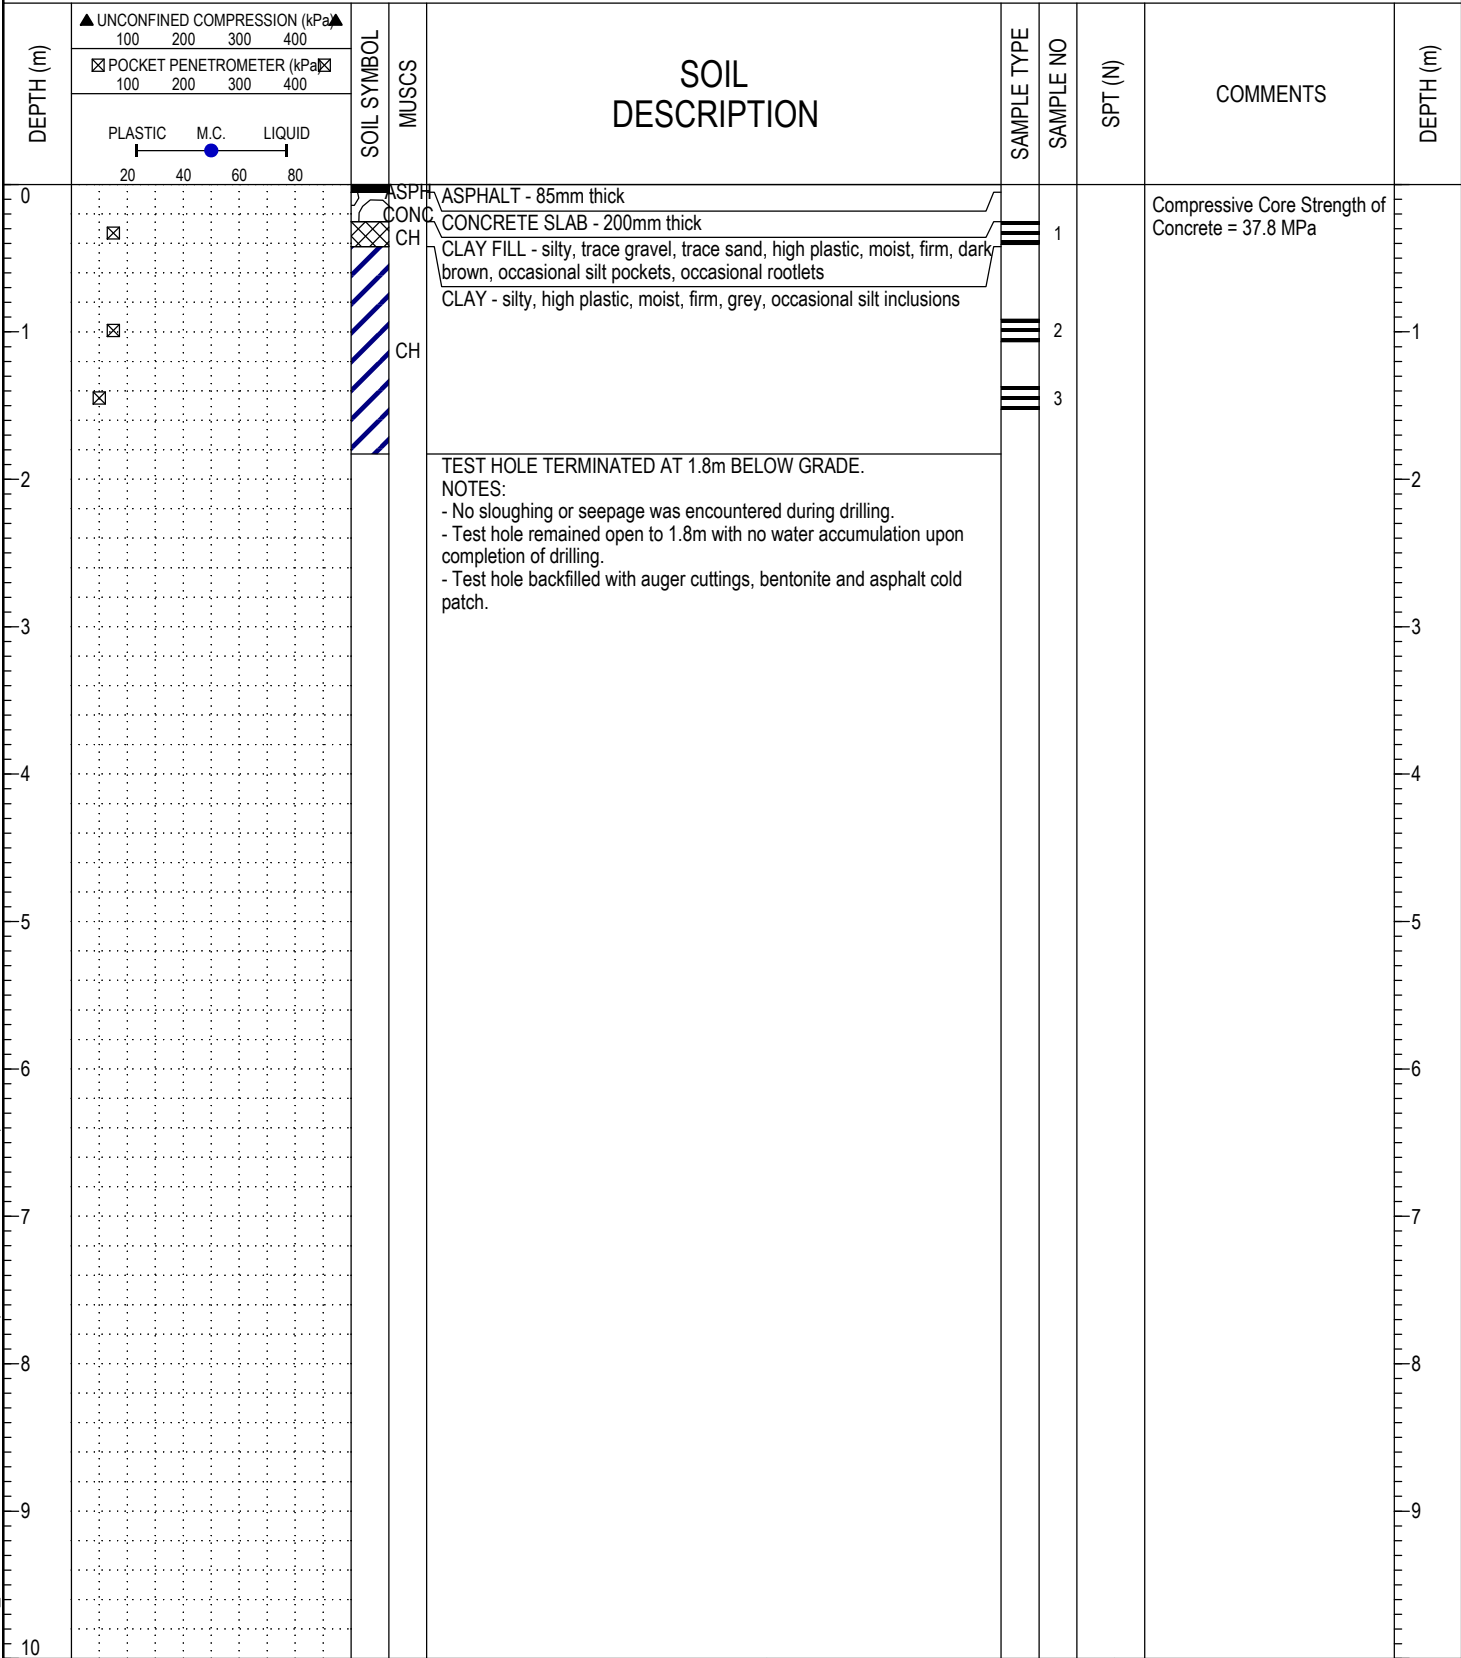 DEPTH (m)
▲ UNCONFINED COMPRESSION (kPa) ▲
100 200 300 400
☒ POCKET PENETROMETER (kPa) ☒
100 200 300 400
PLASTIC M.C. LIQUID
20 40 60 80
SOIL SYMBOL
MUSCS
SOIL
DESCRIPTION
SAMPLE TYPE
SAMPLE NO
SPT (N)
COMMENTS
DEPTH (m)
0
ASPH
ASPHALT - 85mm thick
CONC
CONCRETE SLAB - 200mm thick
CH
CLAY FILL - silty, trace gravel, trace sand, high plastic, moist, firm, dark
brown, occasional silt pockets, occasional rootlets
CLAY - silty, high plastic, moist, firm, grey, occasional silt inclusions
1
Compressive Core Strength of
Concrete = 37.8 MPa
1
CH
2
1
3
TEST HOLE TERMINATED AT 1.8m BELOW GRADE.
NOTES:
- No sloughing or seepage was encountered during drilling.
- Test hole remained open to 1.8m with no water accumulation upon
completion of drilling.
- Test hole backfilled with auger cuttings, bentonite and asphalt cold
patch.
2
2
3
3
4
4
5
5
6
6
7
7
8
8
9
9
10